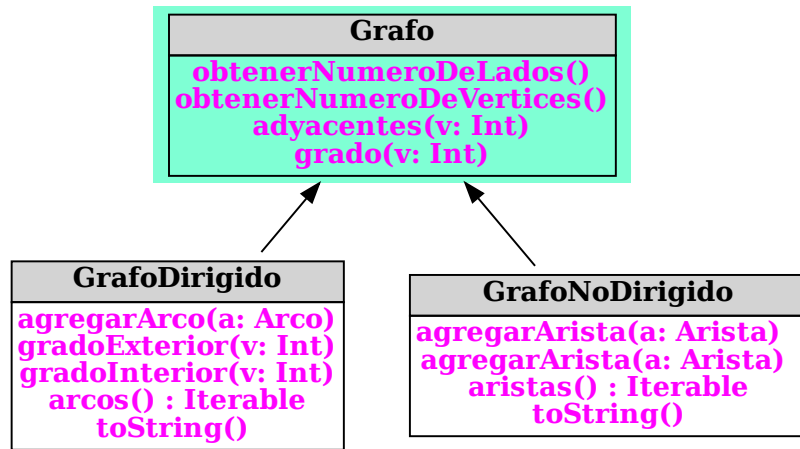 Grafo
obtenerNumeroDeLados()
obtenerNumeroDeVertices()
adyacentes(v: Int)
grado(v: Int)
GrafoDirigido
agregarArco(a: Arco)
gradoExterior(v: Int)
gradoInterior(v: Int)
arcos() : Iterable
toString()
GrafoNoDirigido
agregarArista(a: Arista)
agregarArista(a: Arista)
aristas() : Iterable
toString()